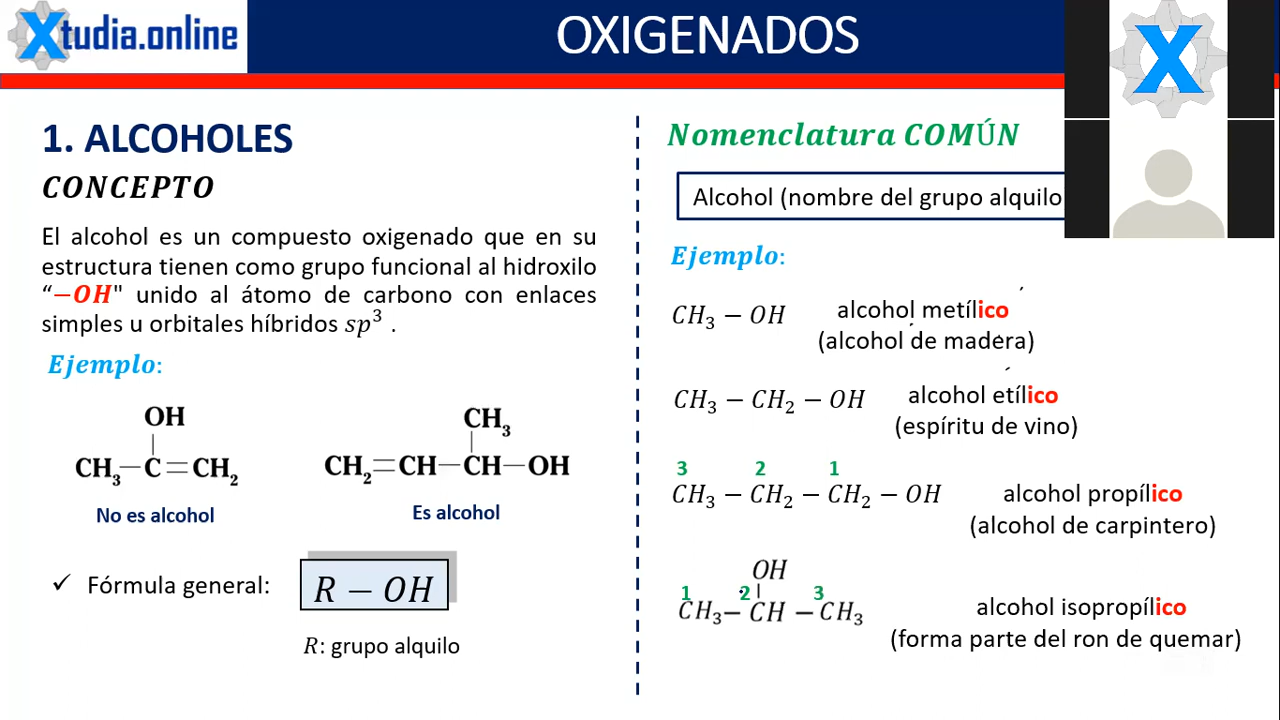 Xtudia.online
OXIGENADOS
X
1. ALCOHOLES
CONCEPTO
El alcohol es un compuesto oxigenado que en su
estructura tienen como grupo funcional al hidroxilo
“−OH" unido al átomo de carbono con enlaces
simples u orbitales híbridos sp³ .
Ejemplo:
OH
CH₃—C=CH₂
No es alcohol
CH₃
CH₂=CH—CH—OH
Es alcohol
✓ Fórmula general:
R − OH
R: grupo alquilo
Nomenclatura COMÚN
Alcohol (nombre del grupo alquilo
Ejemplo:
CH₃ − OH
alcohol metílico
(alcohol de madera)
CH₃ − CH₂ − OH
alcohol etílico
(espíritu de vino)
3 2 1
CH₃ − CH₂ − CH₂ − OH
alcohol propílico
(alcohol de carpintero)
OH
1 2 3
CH₃− CH − CH₃
alcohol isopropílico
(forma parte del ron de quemar)